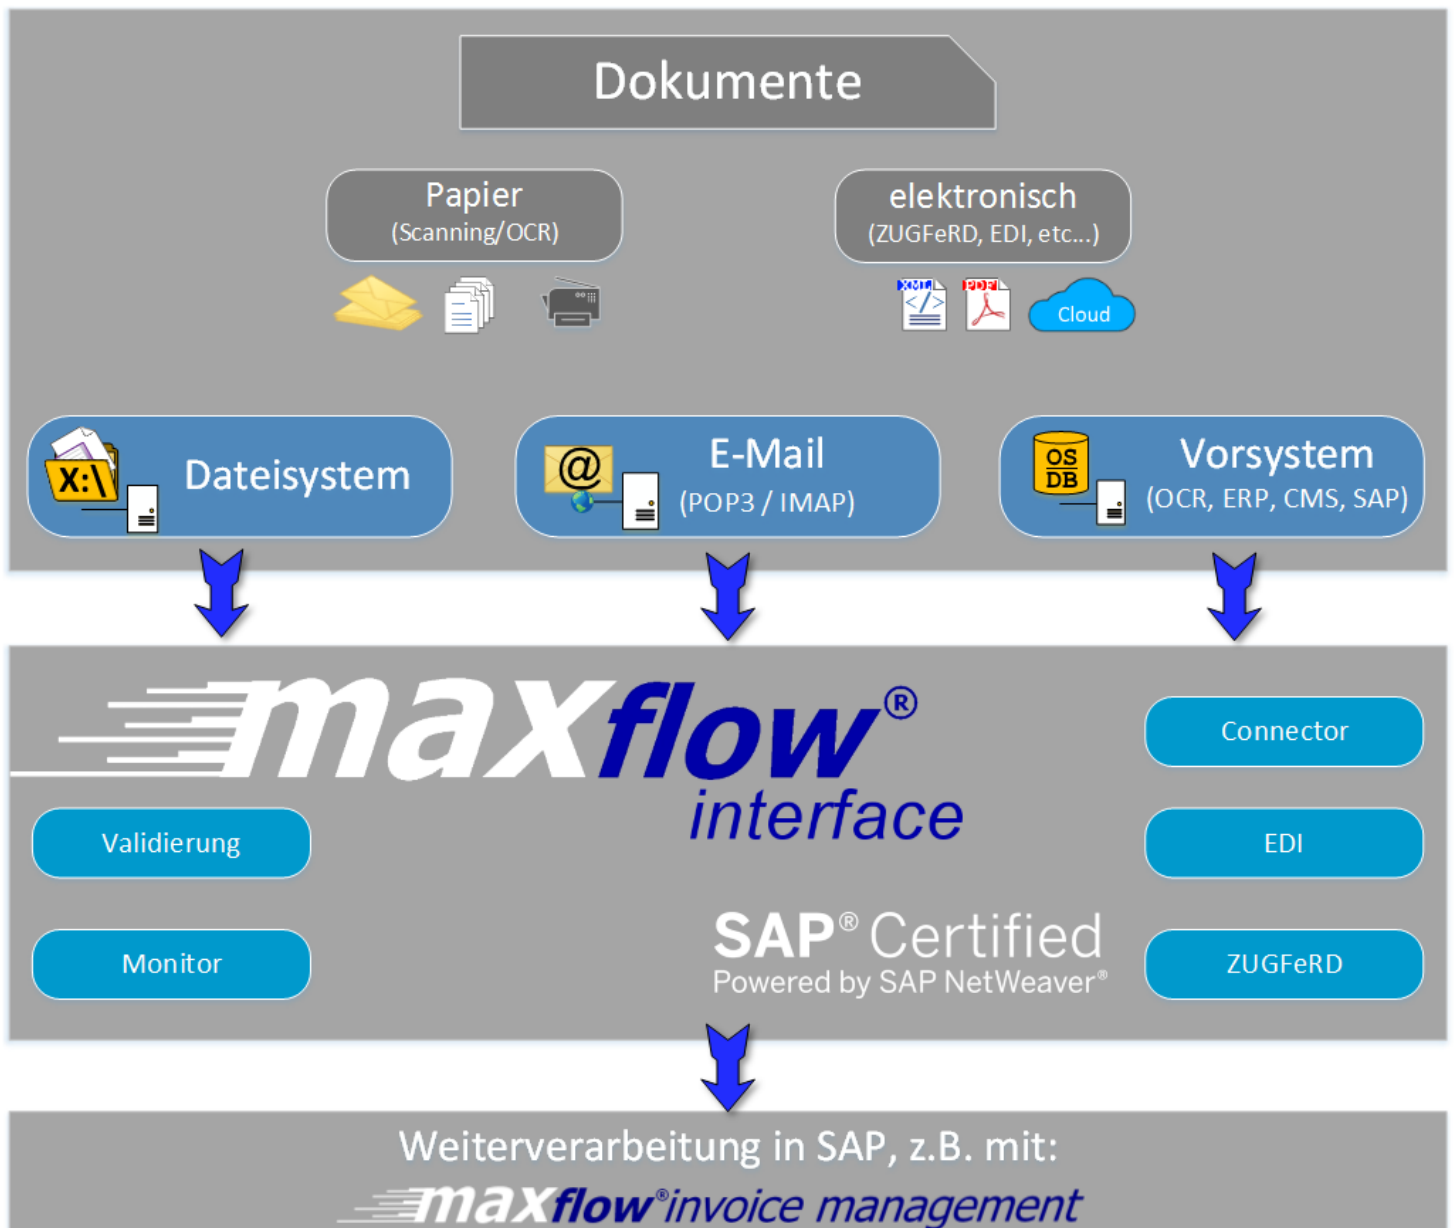 Dokumente
Papier
(Scanning/OCR)
elektronisch
(ZUGFeRD, EDI, etc...)
XML
</>
PDF
Cloud
X:\
Dateisystem
@
E-Mail
(POP3 / IMAP)
OS
DB
Vorsystem
(OCR, ERP, CMS, SAP)
maxflow®
interface
Connector
Validierung
EDI
SAP® Certified
Powered by SAP NetWeaver®
Monitor
ZUGFeRD
Weiterverarbeitung in SAP, z.B. mit:
maxflow® invoice management